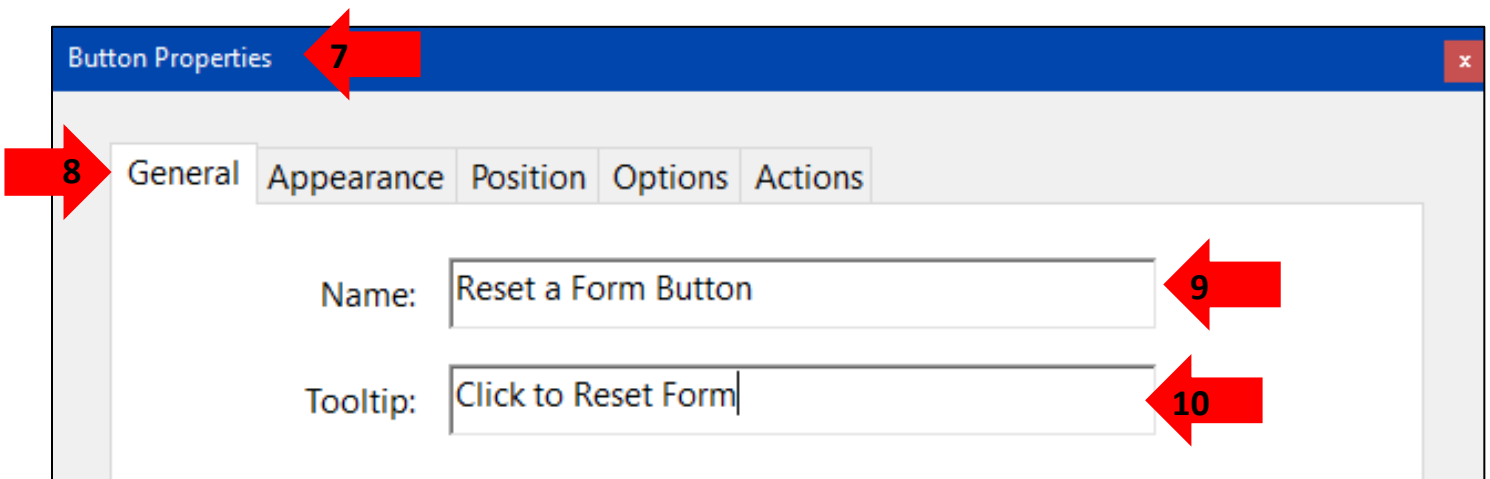 Button Properties 7 x
8 General Appearance Position Options Actions
Name: Reset a Form Button 9
Tooltip: Click to Reset Form 10